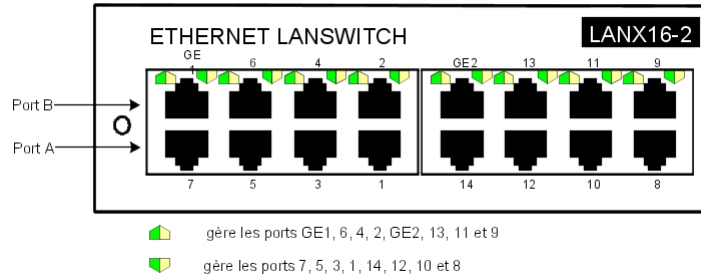 ETHERNET LANSWITCH
LANX16-2
GE
1 6 4 2 GE2 13 11 9
Port B
Port A
7 5 3 1 14 12 10 8
gère les ports GE1, 6, 4, 2, GE2, 13, 11 et 9
gère les ports 7, 5, 3, 1, 14, 12, 10 et 8